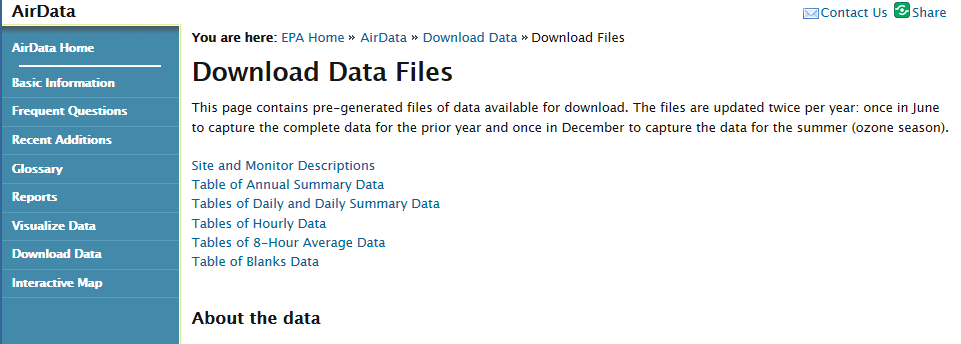 AirData
Contact Us Share
AirData Home
Basic Information
Frequent Questions
Recent Additions
Glossary
Reports
Visualize Data
Download Data
Interactive Map
You are here: EPA Home » AirData » Download Data » Download Files
Download Data Files
This page contains pre-generated files of data available for download. The files are updated twice per year: once in June
to capture the complete data for the prior year and once in December to capture the data for the summer (ozone season).
Site and Monitor Descriptions
Table of Annual Summary Data
Tables of Daily and Daily Summary Data
Tables of Hourly Data
Tables of 8-Hour Average Data
Table of Blanks Data
About the data